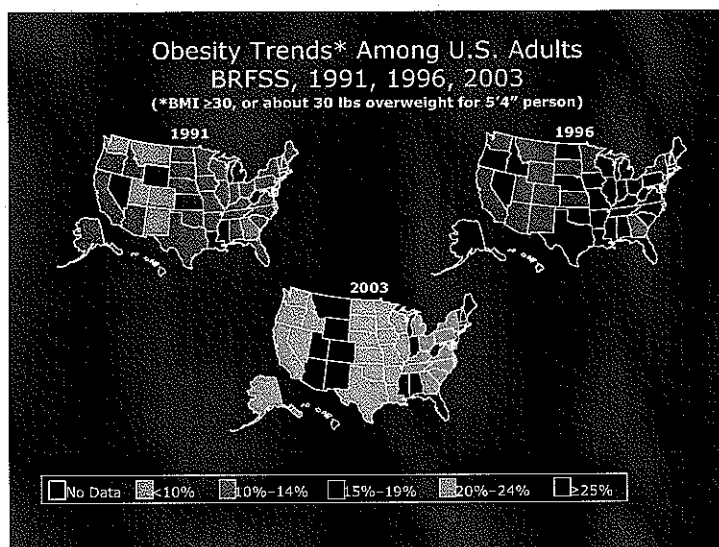 Obesity Trends* Among U.S. Adults
BRFSS, 1991, 1996, 2003
(*BMI ≥30, or about 30 lbs overweight for 5'4" person)
1991
1996
2003
No Data
<10%
10%–14%
15%–19%
20%–24%
≥25%